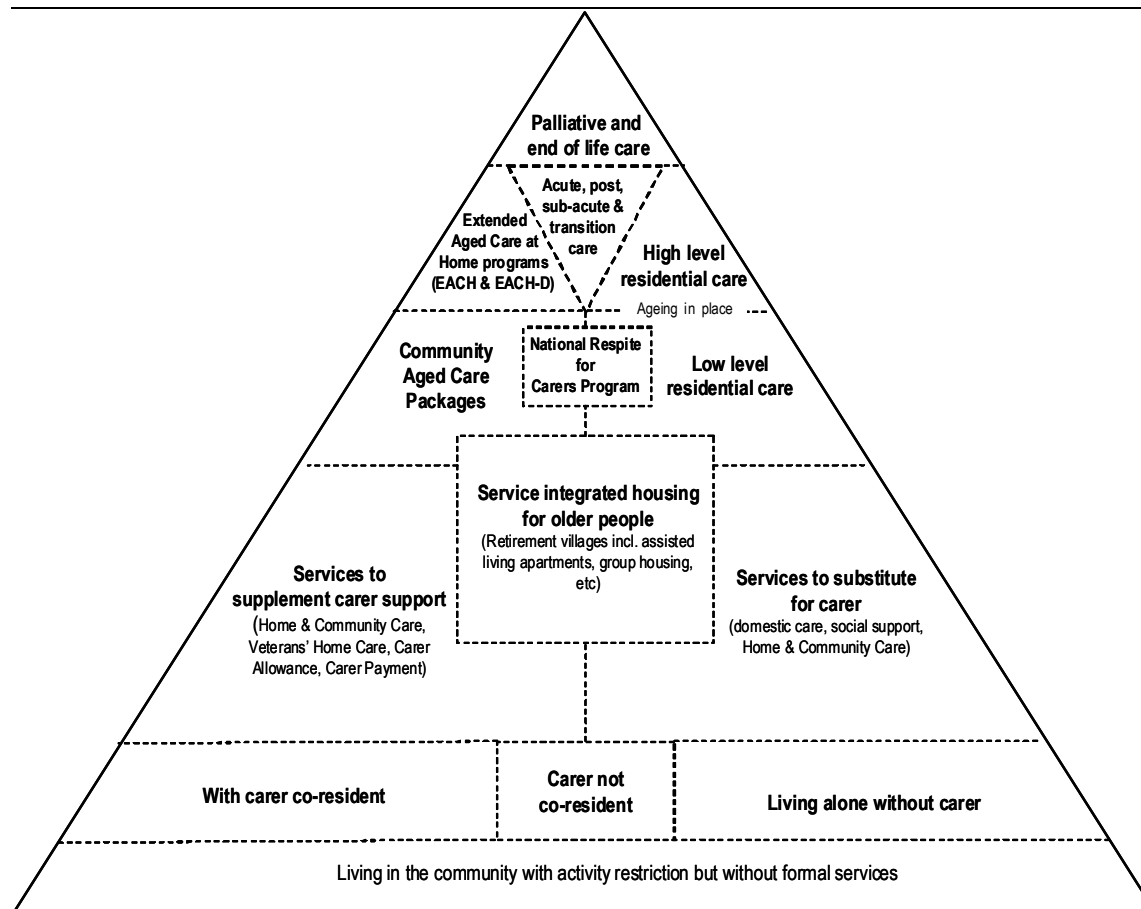 Palliative and
end of life care
Acute, post,
sub-acute &
transition
care
Extended
Aged Care at
Home programs
(EACH & EACH-D)
High level
residential care
Ageing in place
Community
Aged Care
Packages
National Respite
for
Carers Program
Low level
residential care
Service integrated housing
for older people
(Retirement villages incl. assisted
living apartments, group housing,
etc)
Services to
supplement carer support
(Home & Community Care,
Veterans' Home Care, Carer
Allowance, Carer Payment)
Services to substitute
for carer
(domestic care, social support,
Home & Community Care)
With carer co-resident
Carer not
co-resident
Living alone without carer
Living in the community with activity restriction but without formal services